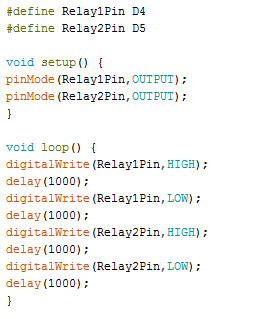 #define Relay1Pin D4
#define Relay2Pin D5
void setup() {
pinMode(Relay1Pin,OUTPUT);
pinMode(Relay2Pin,OUTPUT);
}
void loop() {
digitalWrite(Relay1Pin,HIGH);
delay(1000);
digitalWrite(Relay1Pin,LOW);
delay(1000);
digitalWrite(Relay2Pin,HIGH);
delay(1000);
digitalWrite(Relay2Pin,LOW);
delay(1000);
}